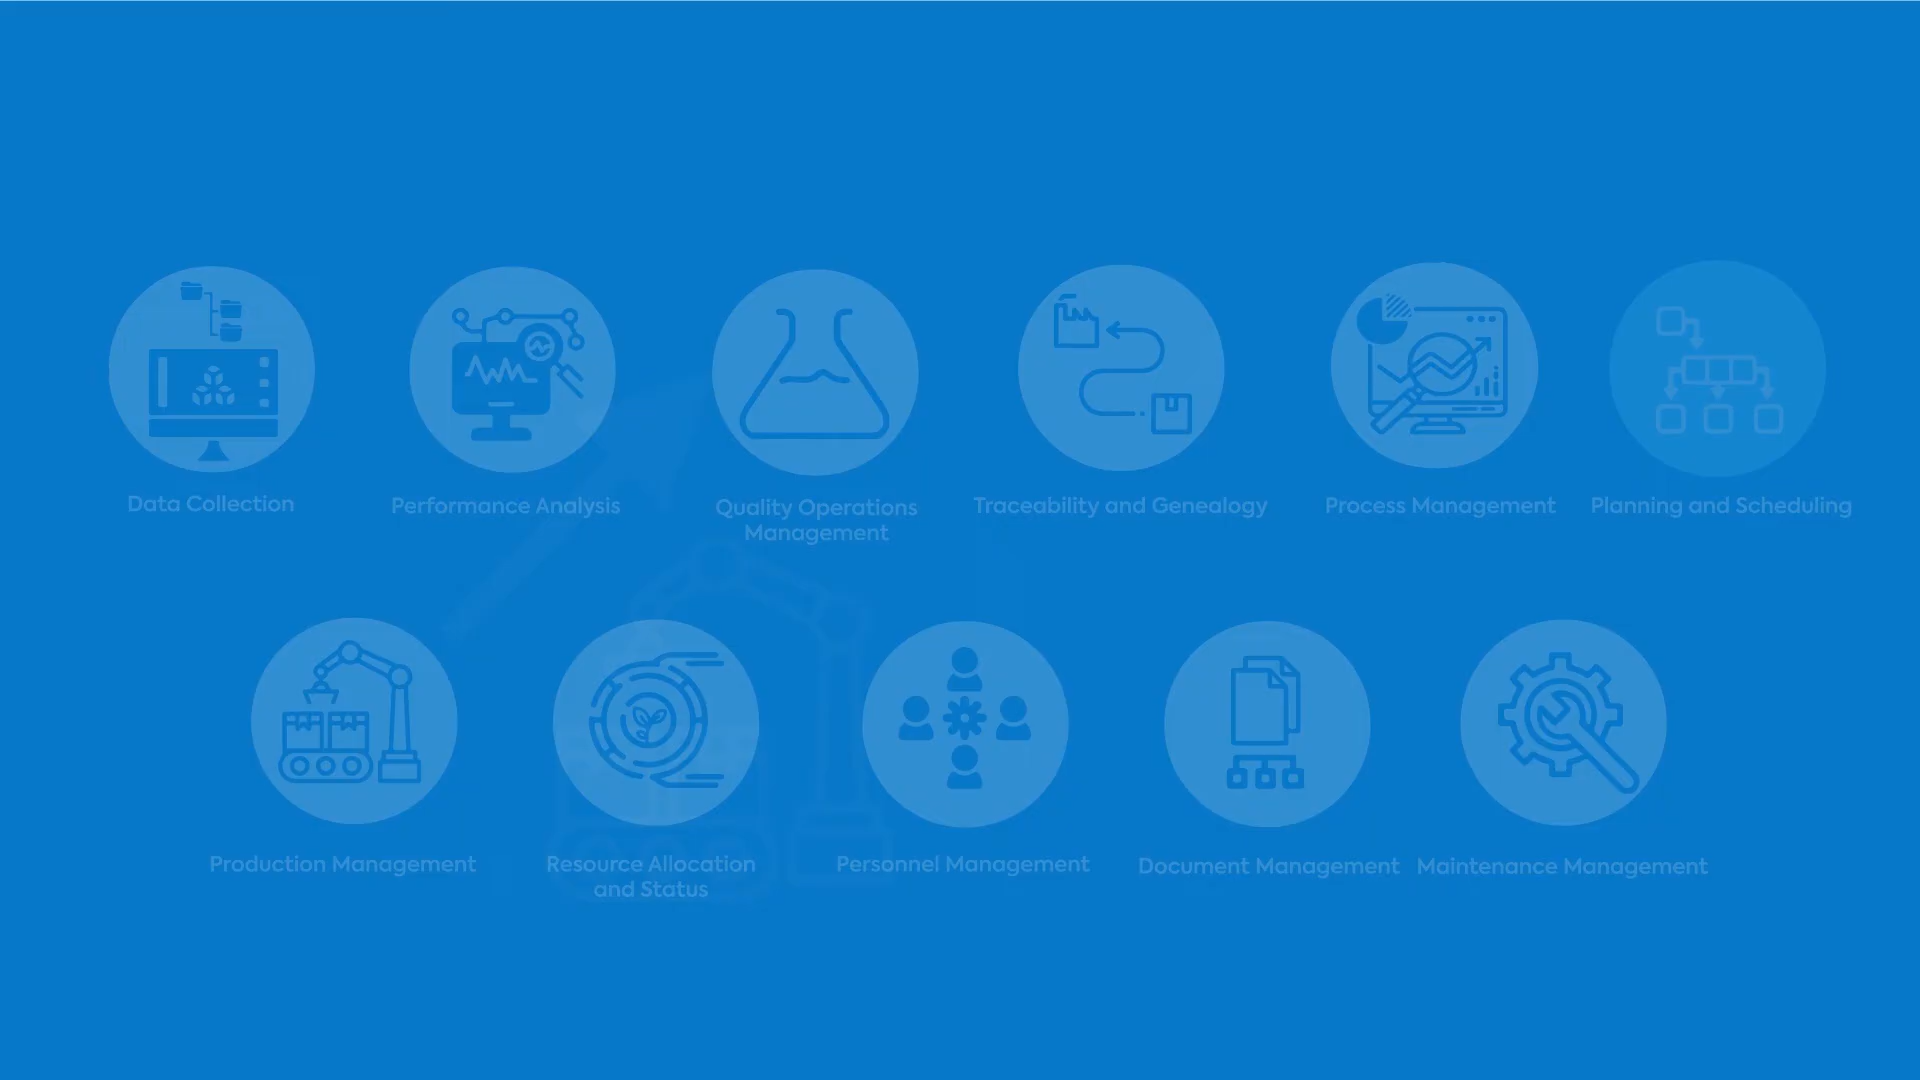 Data Collection
Performance Analysis
Quality Operations
Management
Traceability and Genealogy
Process Management
Planning and Scheduling
Production Management
Resource Allocation
and Status
Personnel Management
Document Management
Maintenance Management